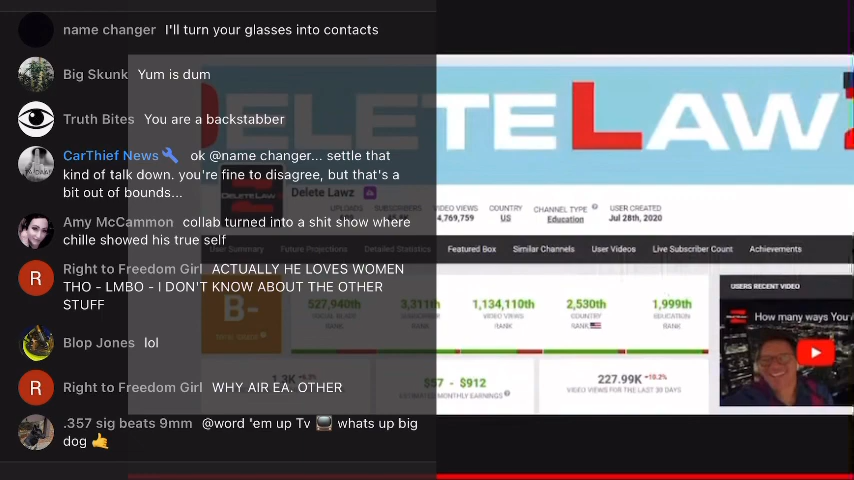 name changer I'll turn your glasses into contacts
Big Skunk Yum is dum
Truth Bites You are a backstabber
CarThief News ok @name changer... settle that
kind of talk down. you're fine to disagree, but that's a
bit out of bounds...
Amy McCammon collab turned into a shit show where
chille showed his true self
R
Right to Freedom Girl ACTUALLY HE LOVES WOMEN
THO - LMBO - I DON'T KNOW ABOUT THE OTHER
STUFF
Blop Jones lol
R
Right to Freedom Girl WHY AIR EA. OTHER
.357 sig beats 9mm @word 'em up Tv 📺 whats up big
dog 🤙
DELETELAWZ
DELETELAW
Delete Lawz
UPLOADS
VIDEO VIEWS
4,769,759
COUNTRY
US
CHANNEL TYPE
Education
USER CREATED
Jul 28th, 2020
User Summary Future Projections Detailed Statistics Featured Box Similar Channels User Videos Live Subscriber Count Achievements
B-
527,940th
RANK
3,311th
RANK
1,134,110th
VIDEO VIEWS
RANK
2,530th
COUNTRY
RANK
1,999th
EDUCATION
RANK
1.3K
$57 - $912
ESTIMATED MONTHLY EARNINGS
227.99K +10.2%
VIDEO VIEWS FOR THE LAST 30 DAYS
USERS RECENT VIDEO
How many ways You